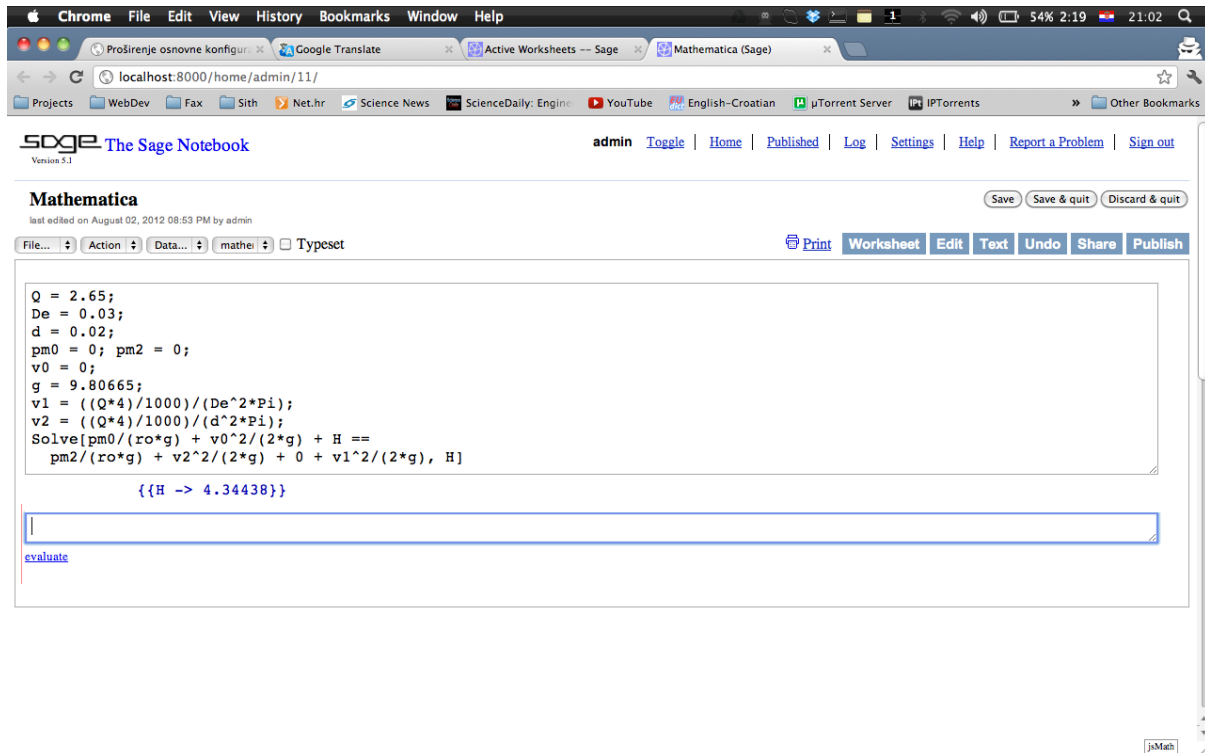 Chrome File Edit View History Bookmarks Window Help 1 54% 2:19 21:02
Proširenje osnovne konfigura Google Translate Active Worksheets -- Sage Mathematica (Sage)
localhost:8000/home/admin/11/
Projects WebDev Fax Sith Net.hr Science News ScienceDaily: Engine YouTube English-Croatian µTorrent Server IPTorrents » Other Bookmarks
sage The Sage Notebook admin Toggle | Home | Published | Log | Settings | Help | Report a Problem | Sign out
Version 5.1
Mathematica Save Save & quit Discard & quit
last edited on August 02, 2012 08:53 PM by admin
File... Action Data... mathe Typeset Print Worksheet Edit Text Undo Share Publish
Q = 2.65;
De = 0.03;
d = 0.02;
pm0 = 0; pm2 = 0;
v0 = 0;
g = 9.80665;
v1 = ((Q*4)/1000)/(De^2*Pi);
v2 = ((Q*4)/1000)/(d^2*Pi);
Solve[pm0/(ro*g) + v0^2/(2*g) + H ==
pm2/(ro*g) + v2^2/(2*g) + 0 + v1^2/(2*g), H]
{{H -> 4.34438}}
evaluate
jsMath